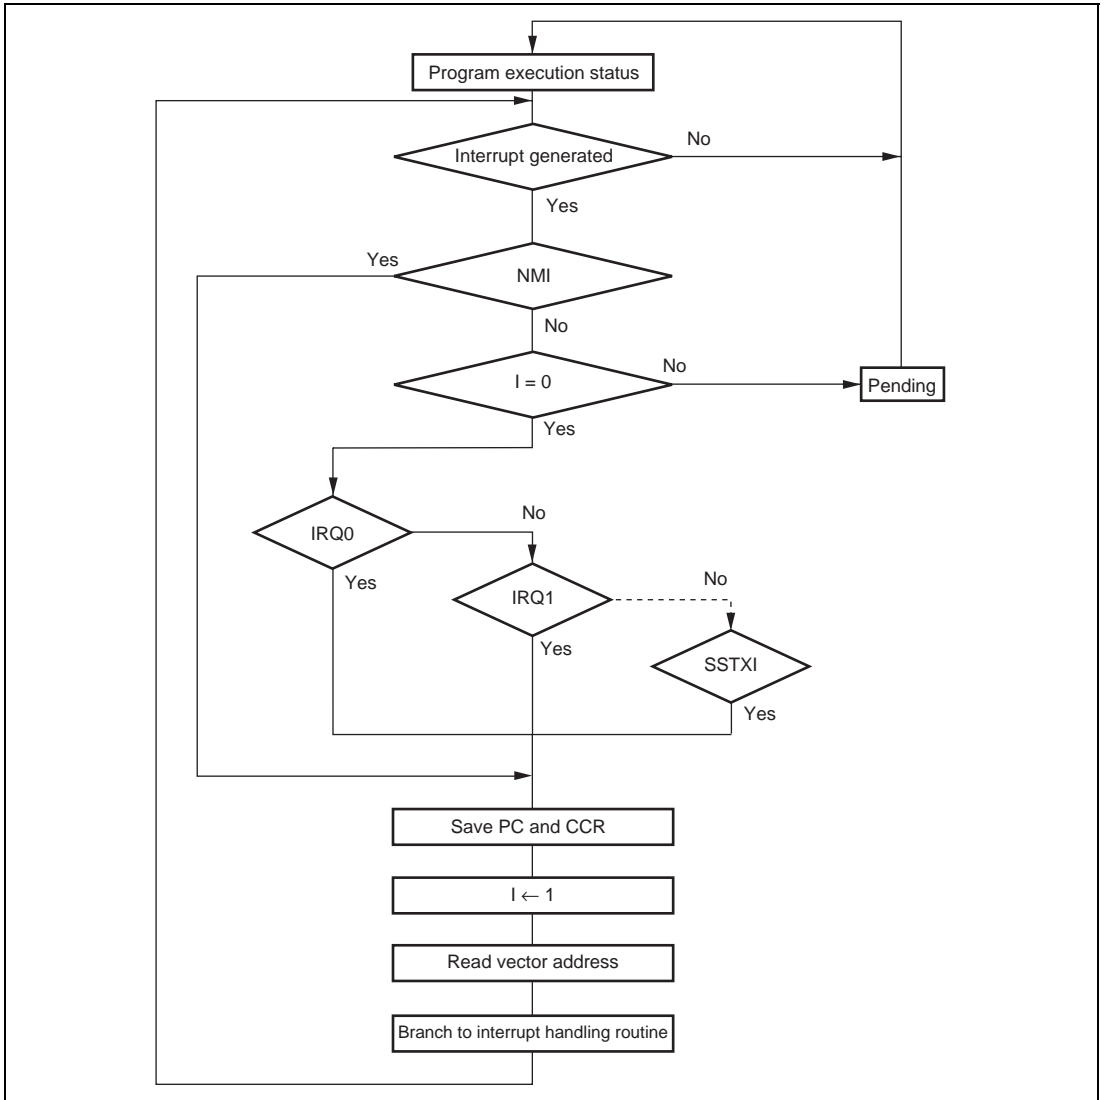 Program execution status
Interrupt generated
No
Yes
Yes
NMI
No
I = 0
No
Pending
Yes
IRQ0
No
Yes
IRQ1
No
Yes
SSTXI
Yes
Save PC and CCR
I ← 1
Read vector address
Branch to interrupt handling routine